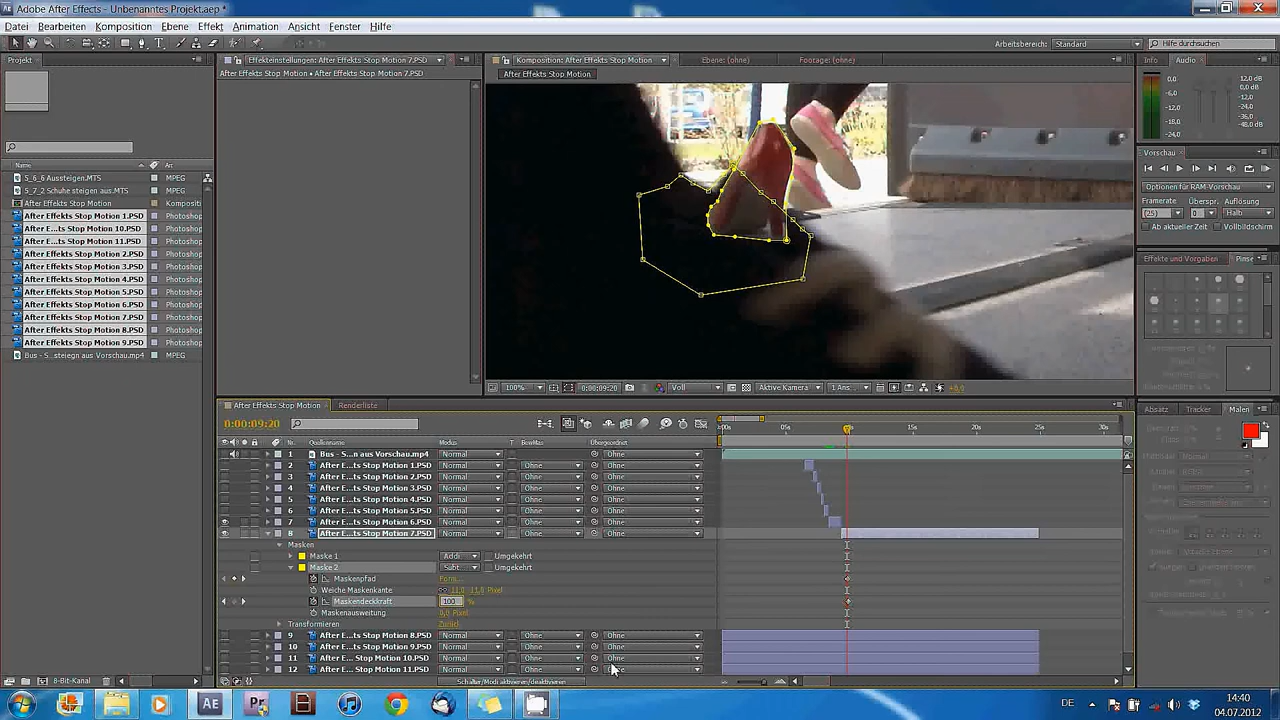 Adobe After Effects - Unbenanntes Projekt.aep *
Datei Bearbeiten Komposition Ebene Effekt Animation Ansicht Fenster Hilfe
Arbeitsbereich: Standard Hilfe durchsuchen
Projekt Effekteinstellungen: After Effects Stop Motion 7.PSD Komposition: After Effekts Stop Motion Ebene: (ohne) Footage: (ohne) Info Audio
After Effekts Stop Motion • After Effekts Stop Motion 7.PSD After Effekts Stop Motion
0,0 12,0 dB
-6,0 0,0 dB
-12,0 -12,0 dB
-18,0 -36,0 dB
-24,0 -48,0 dB
Name Art
5_6_6 Aussteigen.MTS
5_7_2 Schuhe steigen aus.MTS
After Effekts Stop Motion Kompositi
After Effekts Stop Motion 1.PSD Photoshop
After E...ts Stop Motion 10.PSD Photoshop
After E...ts Stop Motion 11.PSD Photoshop
After Effekts Stop Motion 2.PSD Photoshop
After Effekts Stop Motion 3.PSD Photoshop
After Effekts Stop Motion 4.PSD Photoshop
After Effekts Stop Motion 5.PSD Photoshop
After Effekts Stop Motion 6.PSD Photoshop
After Effekts Stop Motion 7.PSD Photoshop
After Effekts Stop Motion 8.PSD Photoshop
After Effekts Stop Motion 9.PSD Photoshop
Bus - S...steign aus Vorschau.mp4 MPEG
Vorschau
Optionen für RAM-Vorschau
Framerate Überspr. Auflösung
(25) 0 Halb
Ab aktueller Zeit Vollbildschirm
Effekte und Vorgaben Pinse
100% 0:00:09:20 Voll Aktive Kamera 1 Ans...
After Effekts Stop Motion Renderliste
Absatz Tracker Malen
0:00:09:20
Nr. Quellenname Modus T BewMas Übergeordnet
05s 15s 20s 25s 30s
1 Bus - S...n aus Vorschau.mp4 Normal Ohne
2 After E...ts Stop Motion 1.PSD Normal Ohne Ohne
3 After E...ts Stop Motion 2.PSD Normal Ohne Ohne
4 After E...ts Stop Motion 3.PSD Normal Ohne Ohne
5 After E...ts Stop Motion 4.PSD Normal Ohne Ohne
6 After E...ts Stop Motion 5.PSD Normal Ohne Ohne
7 After E...ts Stop Motion 6.PSD Normal Ohne Ohne
8 After E...ts Stop Motion 7.PSD Normal Ohne Ohne
Masken
Maske 1 Addi... Umgekehrt
Maske 2 Subt... Umgekehrt
Maskenpfad Form...
Weiche Maskenkante 11,0, 11,0 Pixel
Maskendeckkraft 100 %
Maskenausweitung 0,0 Pixel
Transformieren Zurück
9 After E...ts Stop Motion 8.PSD Normal Ohne Ohne
10 After E...ts Stop Motion 9.PSD Normal Ohne Ohne
11 After E... Stop Motion 10.PSD Normal Ohne Ohne
12 After E... Stop Motion 11.PSD Normal Ohne
8-Bit-Kanal Schalter/Modi aktivieren/deaktivieren
AE Pr DE 14:40
04.07.2012